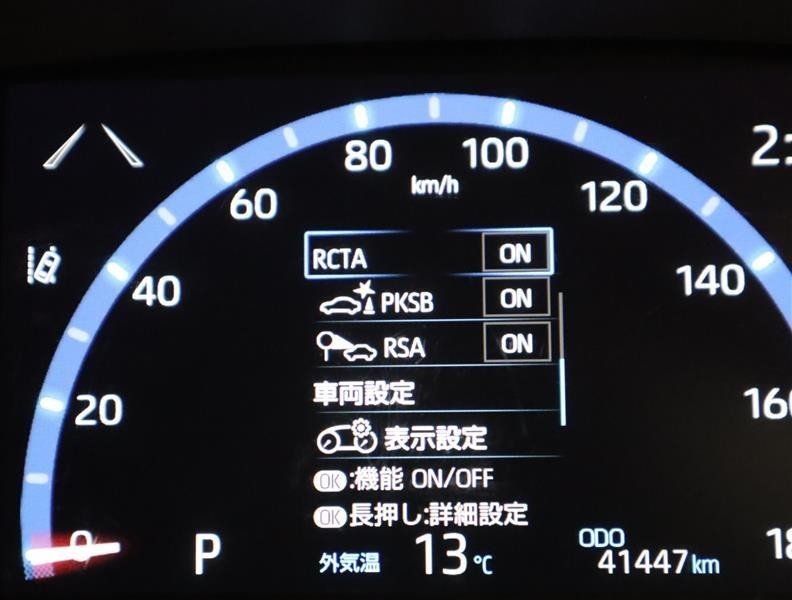 80 100
km/h
2:
60 120
RCTA ON
40 140
PKSB ON
RSA ON
車両設定
20 160
表示設定
OK:機能 ON/OFF
OK長押し:詳細設定
0 P 外気温 13℃ ODO 41447km